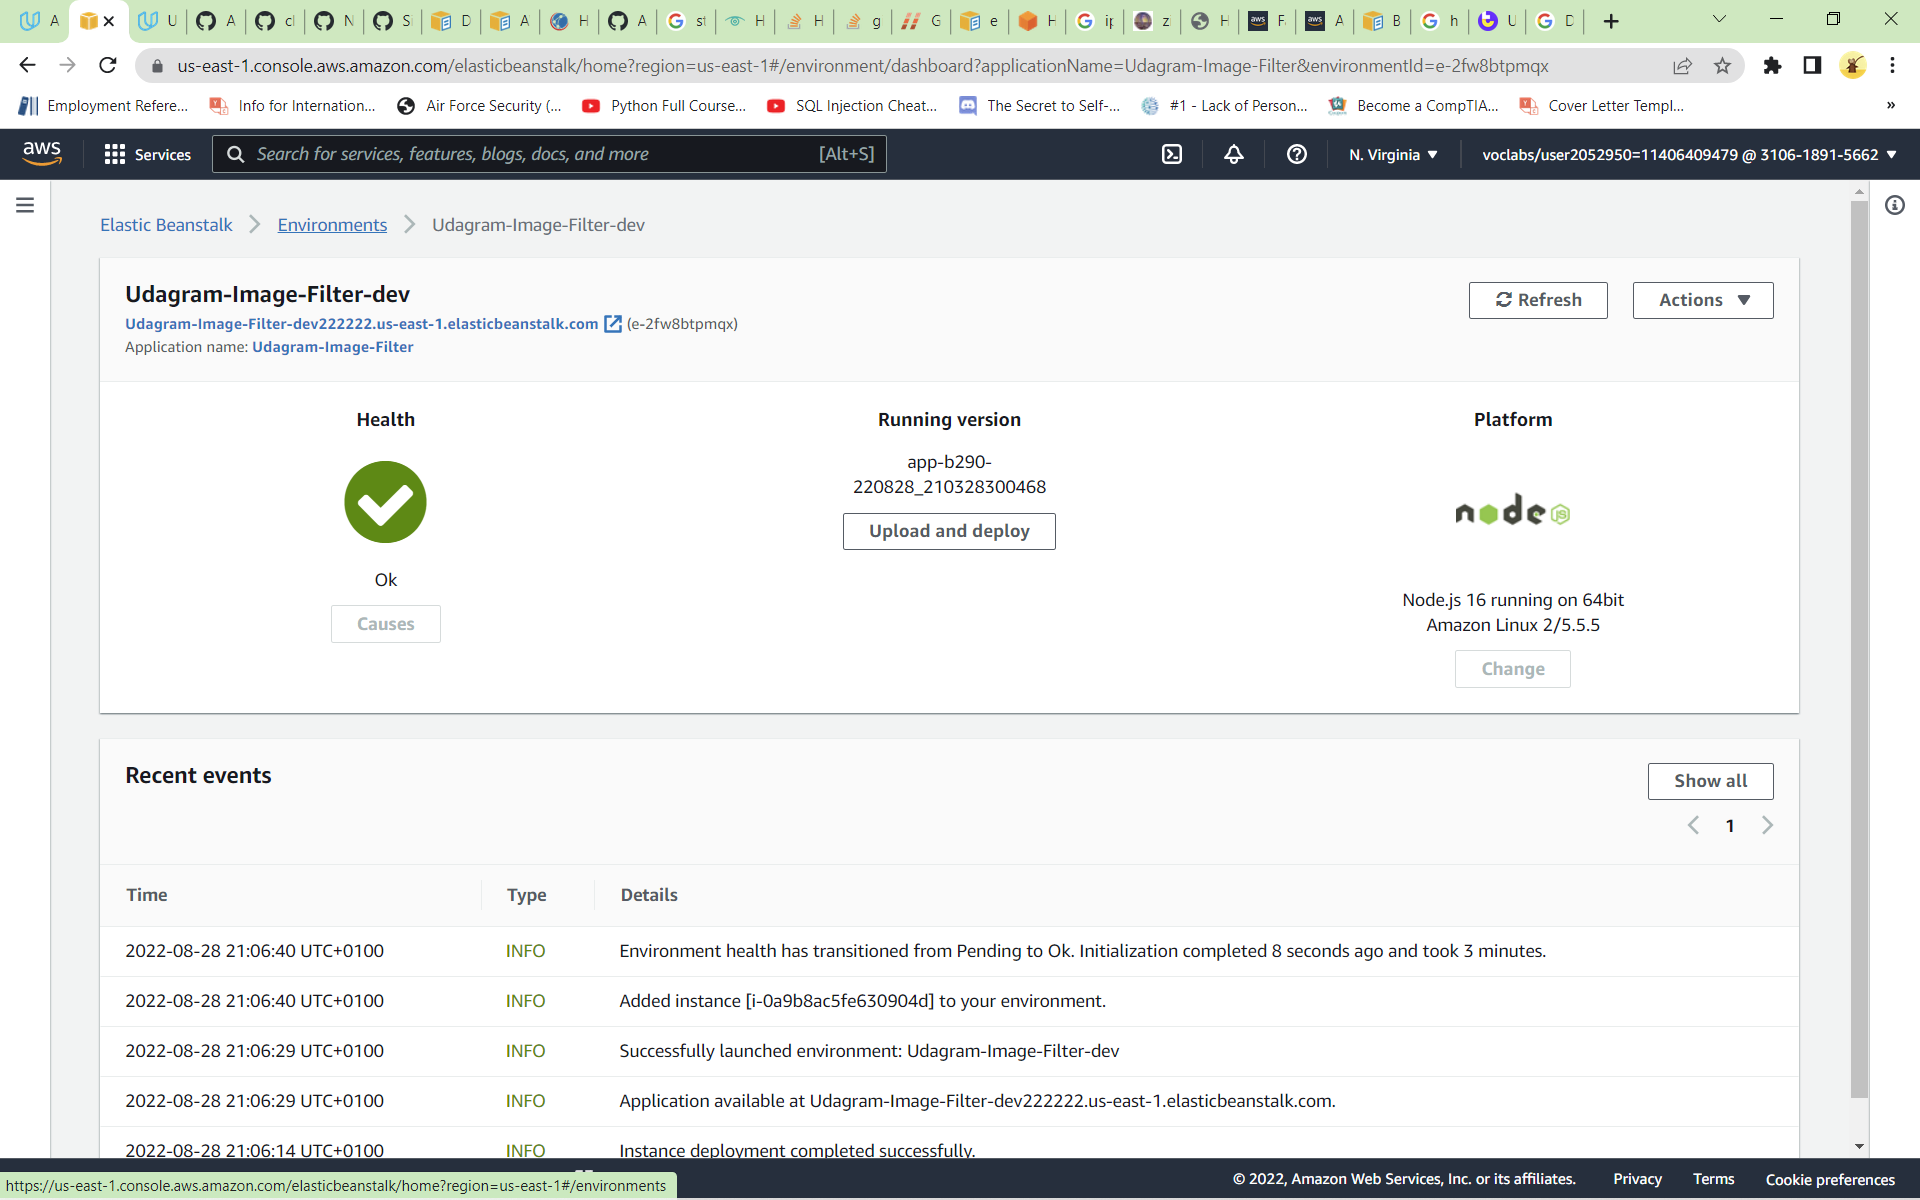 A
U
A
cl
N
Si
D
A
H
A
st
H
H
g
G
e
H
ip
zi
H
F
A
B
h
U
D
us-east-1.console.aws.amazon.com/elasticbeanstalk/home?region=us-east-1#/environment/dashboard?applicationName=Udagram-Image-Filter&environmentId=e-2fw8btpmqx
Employment Refere...
Info for Internation...
Air Force Security (...
Python Full Course...
SQL Injection Cheat...
The Secret to Self-...
#1 - Lack of Person...
Become a CompTIA...
Cover Letter Templ...
»
aws
Services
Search for services, features, blogs, docs, and more
[Alt+S]
N. Virginia
voclabs/user2052950=11406409479 @ 3106-1891-5662
Elastic Beanstalk
Environments
Udagram-Image-Filter-dev
Udagram-Image-Filter-dev
Udagram-Image-Filter-dev222222.us-east-1.elasticbeanstalk.com (e-2fw8btpmqx)
Application name: Udagram-Image-Filter
Refresh
Actions
Health
Ok
Causes
Running version
app-b290-
220828_210328300468
Upload and deploy
Platform
node JS
Node.js 16 running on 64bit
Amazon Linux 2/5.5.5
Change
Recent events
Show all
1
Time Type Details
2022-08-28 21:06:40 UTC+0100 INFO Environment health has transitioned from Pending to Ok. Initialization completed 8 seconds ago and took 3 minutes.
2022-08-28 21:06:40 UTC+0100 INFO Added instance [i-0a9b8ac5fe630904d] to your environment.
2022-08-28 21:06:29 UTC+0100 INFO Successfully launched environment: Udagram-Image-Filter-dev
2022-08-28 21:06:29 UTC+0100 INFO Application available at Udagram-Image-Filter-dev222222.us-east-1.elasticbeanstalk.com.
2022-08-28 21:06:14 UTC+0100 INFO Instance deployment completed successfully.
https://us-east-1.console.aws.amazon.com/elasticbeanstalk/home?region=us-east-1#/environments
© 2022, Amazon Web Services, Inc. or its affiliates.
Privacy
Terms
Cookie preferences